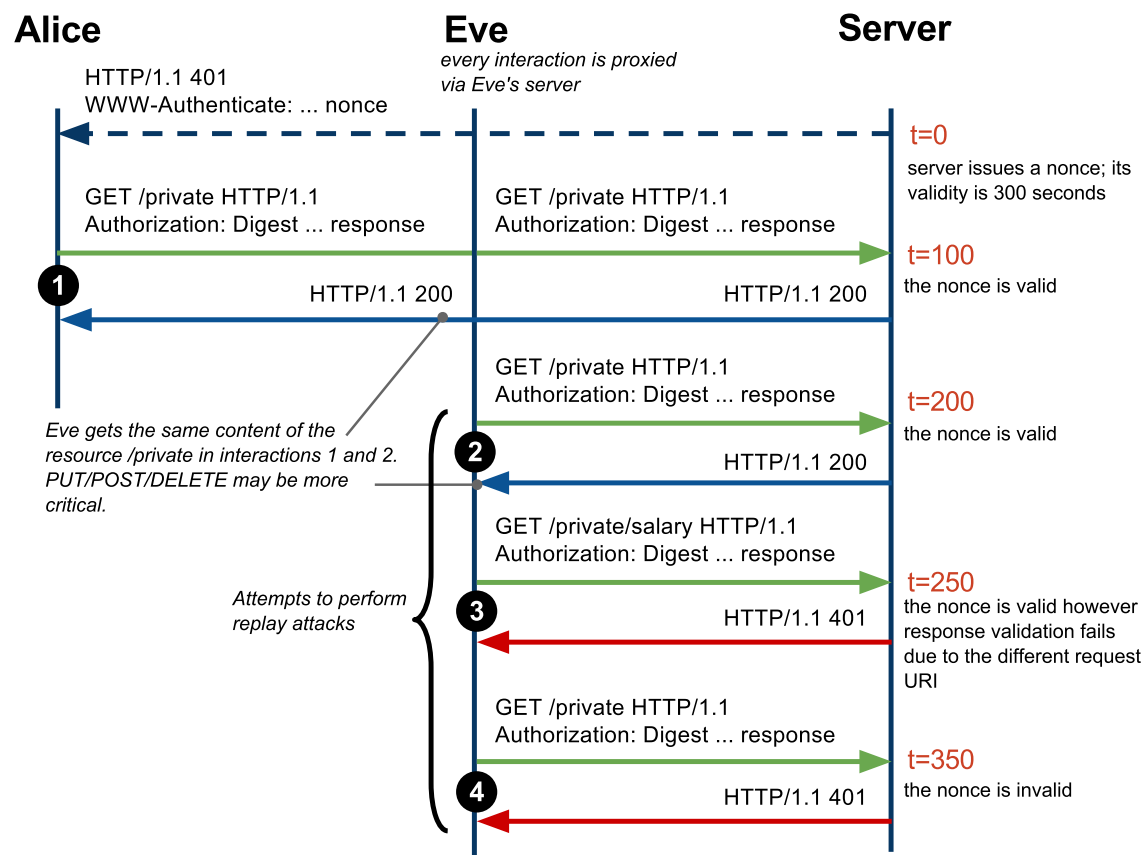 Alice
Eve
Server
every interaction is proxied
via Eve's server
HTTP/1.1 401
WWW-Authenticate: ... nonce
t=0
server issues a nonce; its
validity is 300 seconds
GET /private HTTP/1.1
Authorization: Digest ... response
GET /private HTTP/1.1
Authorization: Digest ... response
t=100
the nonce is valid
1
HTTP/1.1 200
HTTP/1.1 200
GET /private HTTP/1.1
Authorization: Digest ... response
t=200
the nonce is valid
Eve gets the same content of the
resource /private in interactions 1 and 2.
PUT/POST/DELETE may be more
critical.
2
HTTP/1.1 200
GET /private/salary HTTP/1.1
Authorization: Digest ... response
t=250
the nonce is valid however
response validation fails
due to the different request
URI
Attempts to perform
replay attacks
3
HTTP/1.1 401
GET /private HTTP/1.1
Authorization: Digest ... response
t=350
the nonce is invalid
4
HTTP/1.1 401